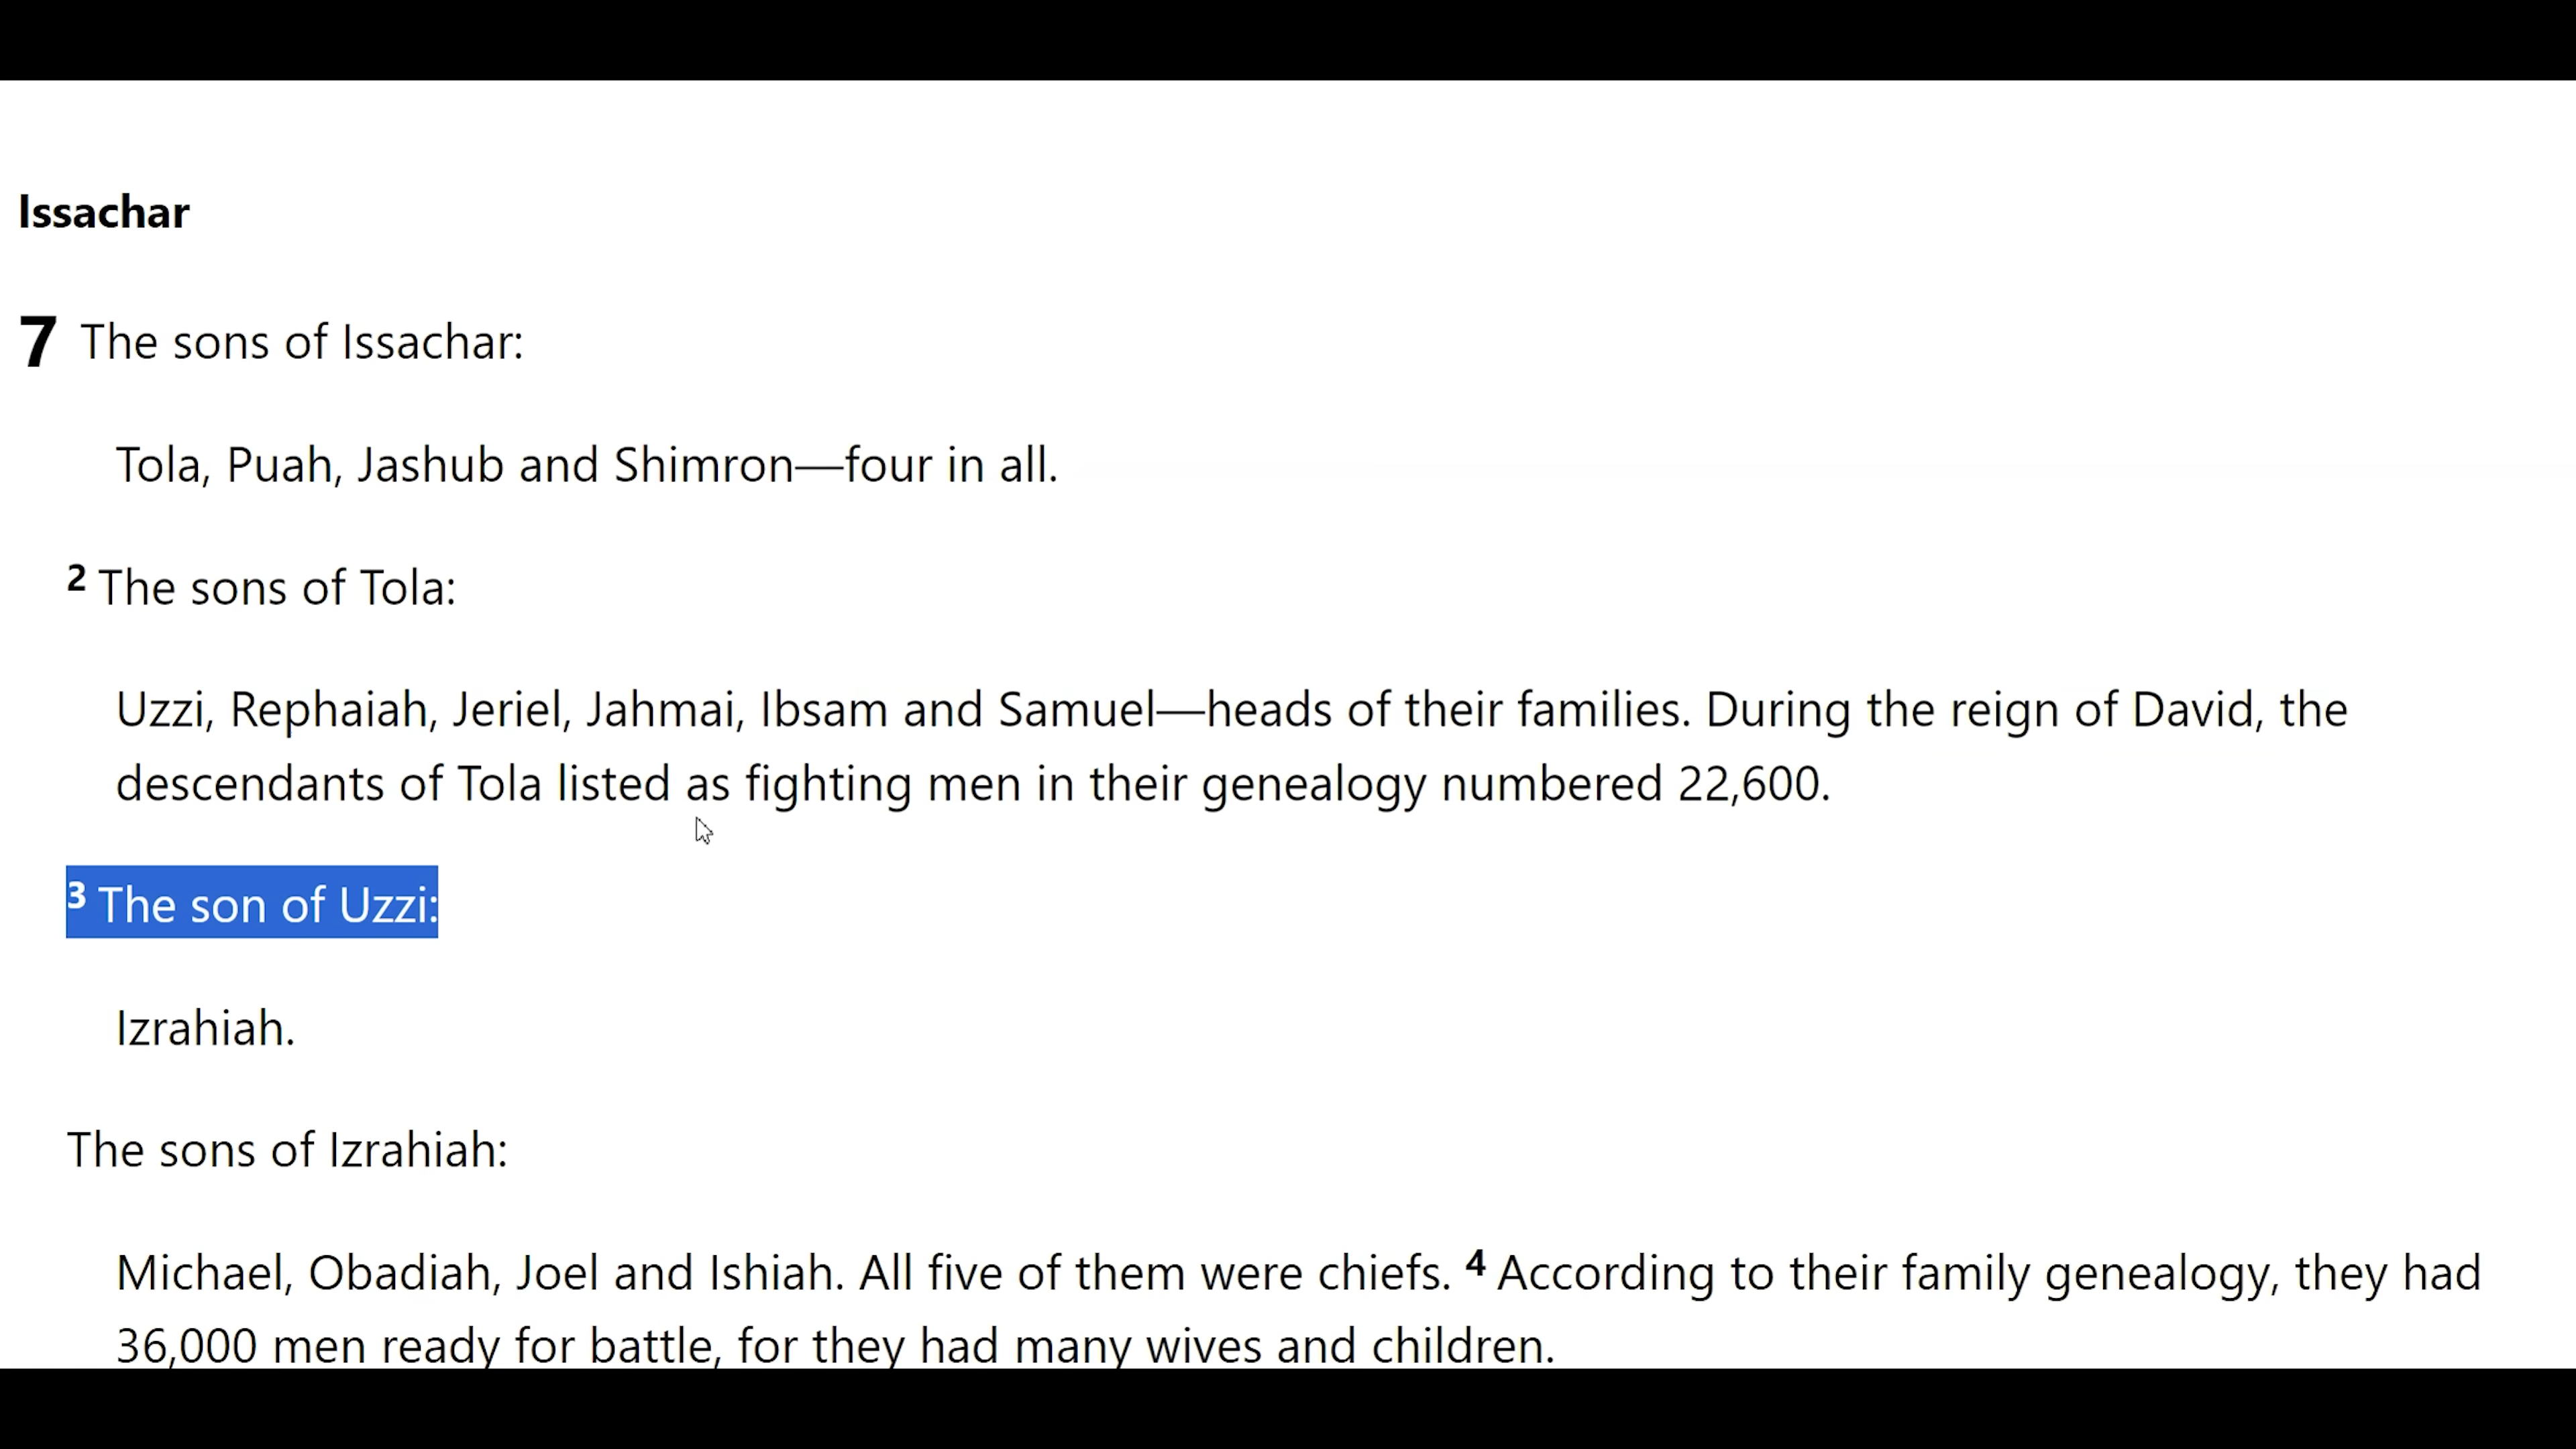 Issachar
7 The sons of Issachar:
Tola, Puah, Jashub and Shimron—four in all.
2 The sons of Tola:
Uzzi, Rephaiah, Jeriel, Jahmai, Ibsam and Samuel—heads of their families. During the reign of David, the
descendants of Tola listed as fighting men in their genealogy numbered 22,600.
3 The son of Uzzi:
Izrahiah.
The sons of Izrahiah:
Michael, Obadiah, Joel and Ishiah. All five of them were chiefs. 4 According to their family genealogy, they had
36,000 men ready for battle, for they had many wives and children.